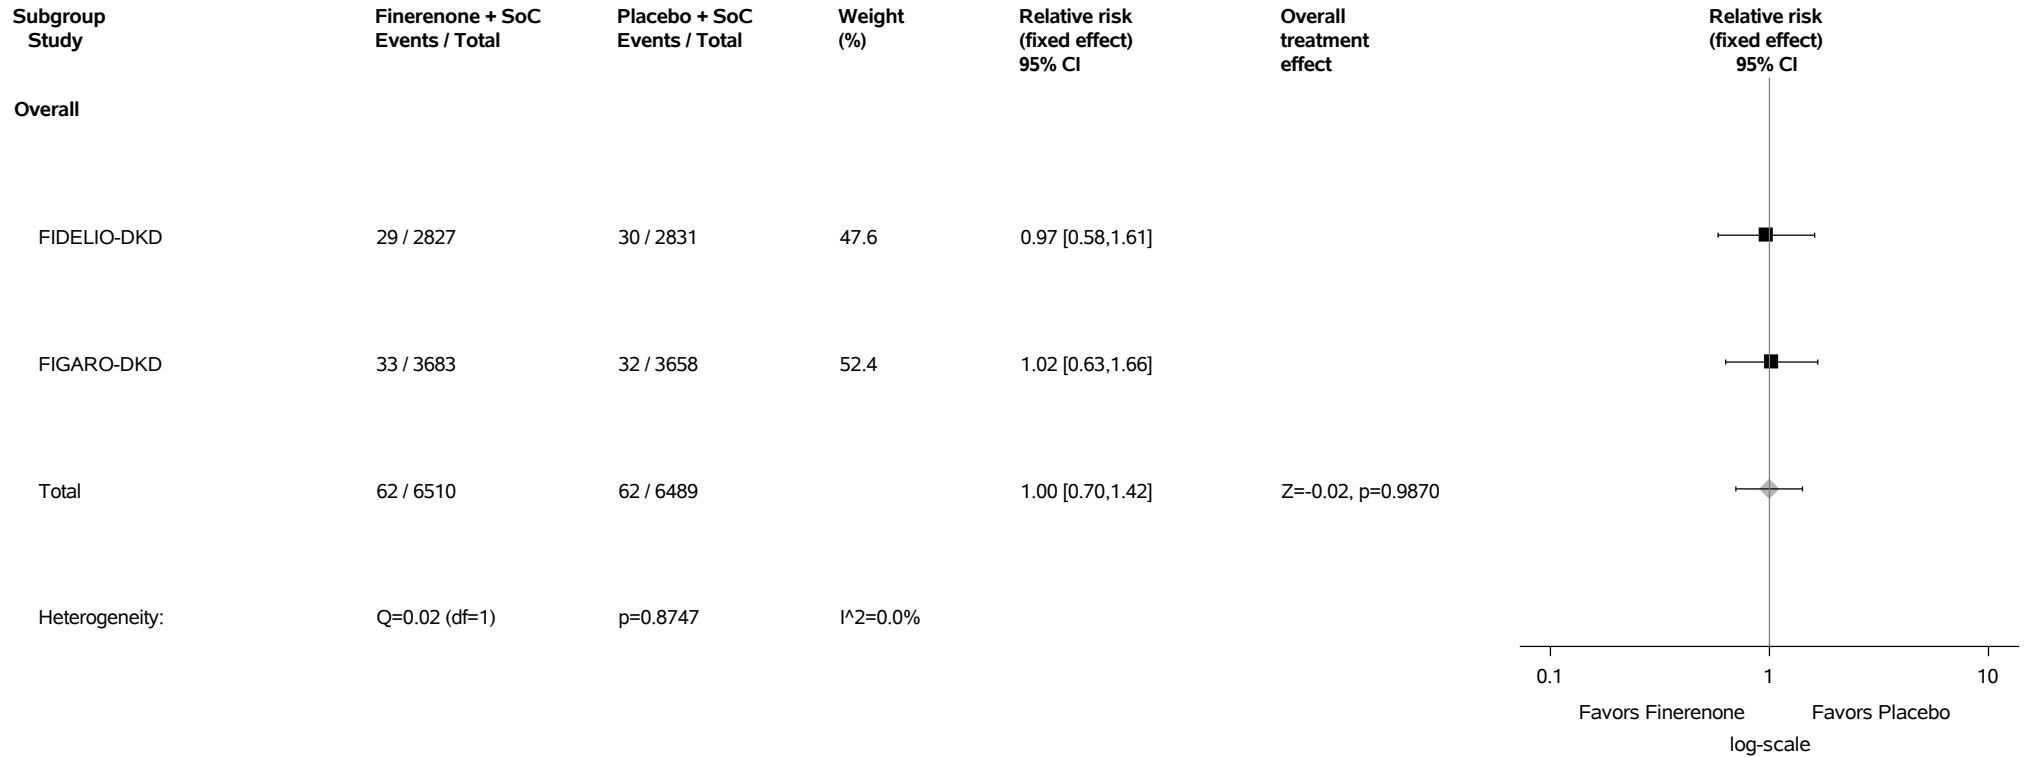 Subgroup Finerenone + SoC Placebo + SoC Weight Relative risk Overall Relative risk
Study Events / Total Events / Total (%) (fixed effect) treatment (fixed effect)
95% CI effect 95% CI
Overall
FIDELIO-DKD 29 / 2827 30 / 2831 47.6 0.97 [0.58,1.61]
FIGARO-DKD 33 / 3683 32 / 3658 52.4 1.02 [0.63,1.66]
Total 62 / 6510 62 / 6489 1.00 [0.70,1.42] Z=-0.02, p=0.9870
Heterogeneity: Q=0.02 (df=1) p=0.8747 I^2=0.0%
0.1 1 10
Favors Finerenone Favors Placebo
log-scale